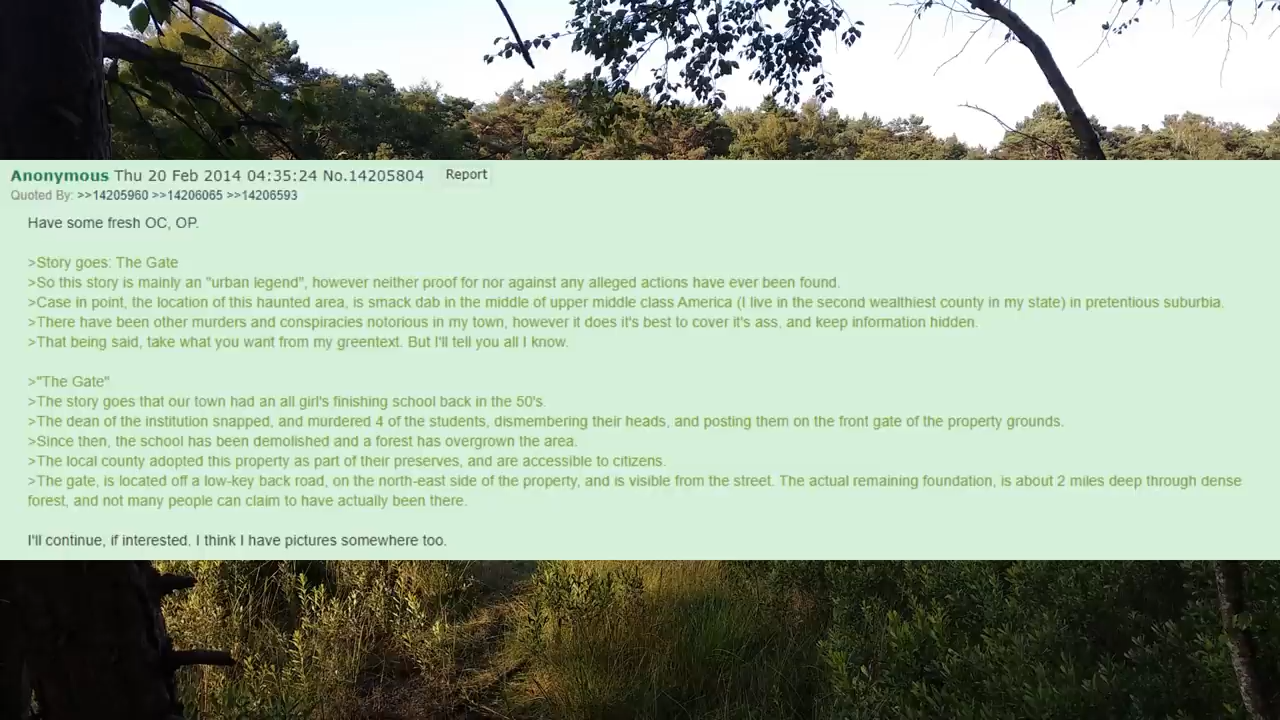 Anonymous Thu 20 Feb 2014 04:35:24 No.14205804 Report
Quoted By: >>14205960 >>14206065 >>14206593
Have some fresh OC, OP.
>Story goes: The Gate
>So this story is mainly an "urban legend", however neither proof for nor against any alleged actions have ever been found.
>Case in point, the location of this haunted area, is smack dab in the middle of upper middle class America (I live in the second wealthiest county in my state) in pretentious suburbia.
>There have been other murders and conspiracies notorious in my town, however it does it's best to cover it's ass, and keep information hidden.
>That being said, take what you want from my greentext. But I'll tell you all I know.
>"The Gate"
>The story goes that our town had an all girl's finishing school back in the 50's.
>The dean of the institution snapped, and murdered 4 of the students, dismembering their heads, and posting them on the front gate of the property grounds.
>Since then, the school has been demolished and a forest has overgrown the area.
>The local county adopted this property as part of their preserves, and are accessible to citizens.
>The gate, is located off a low-key back road, on the north-east side of the property, and is visible from the street. The actual remaining foundation, is about 2 miles deep through dense
forest, and not many people can claim to have actually been there.
I'll continue, if interested. I think I have pictures somewhere too.